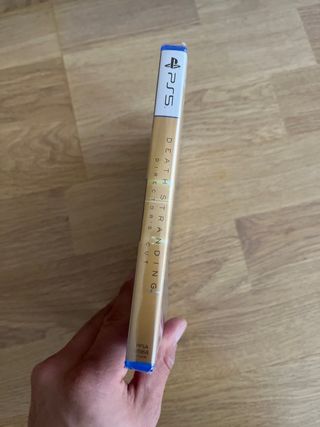 PS5
DEATH STRANDING
DIRECTOR'S CUT